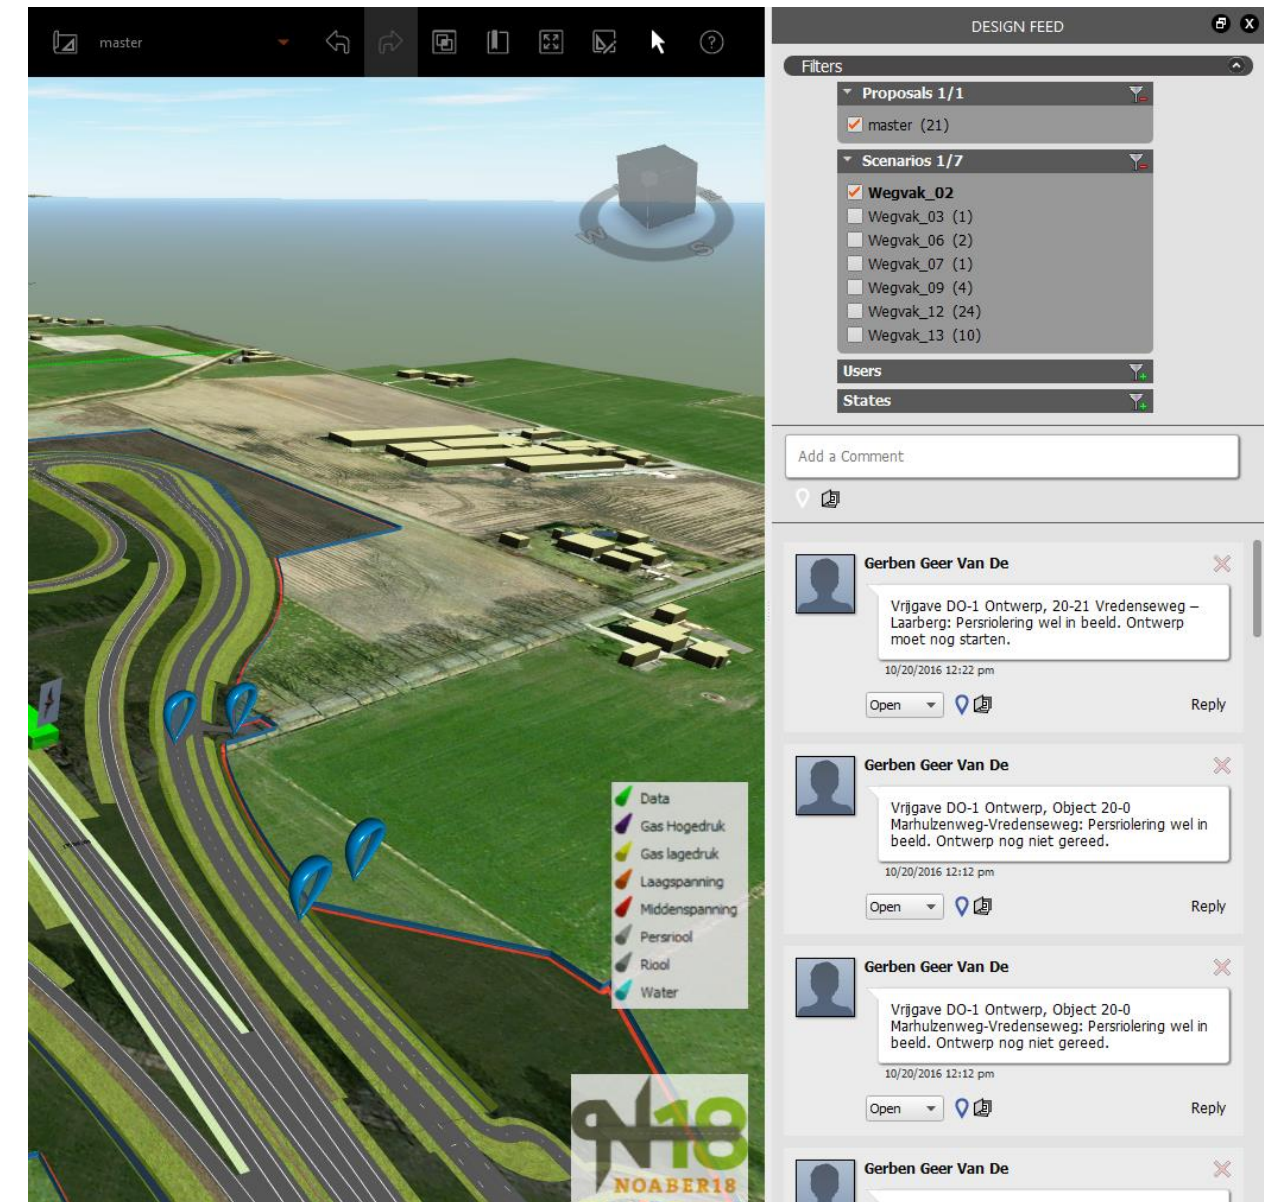 master
?
DESIGN FEED
Filters
Proposals 1/1
master (21)
Scenarios 1/7
Wegvak_02
Wegvak_03 (1)
Wegvak_06 (2)
Wegvak_07 (1)
Wegvak_09 (4)
Wegvak_12 (24)
Wegvak_13 (10)
Users
States
Add a Comment
W
S
Gerben Geer Van De
Vrijgave DO-1 Ontwerp, 20-21 Vredenseweg –
Laarberg: Persriolering wel in beeld. Ontwerp
moet nog starten.
10/20/2016 12:22 pm
Open
Reply
Gerben Geer Van De
Vrijgave DO-1 Ontwerp, Object 20-0
Marhulzenweg-Vredenseweg: Persriolering wel in
beeld. Ontwerp nog niet gereed.
10/20/2016 12:12 pm
Open
Reply
Gerben Geer Van De
Vrijgave DO-1 Ontwerp, Object 20-0
Marhulzenweg-Vredenseweg: Persriolering wel in
beeld. Ontwerp nog niet gereed.
10/20/2016 12:12 pm
Open
Reply
Gerben Geer Van De
Data
Gas Hogedruk
Gas lagedruk
Laagspanning
Middenspanning
Persriool
Riool
Water
N18
NOABER18